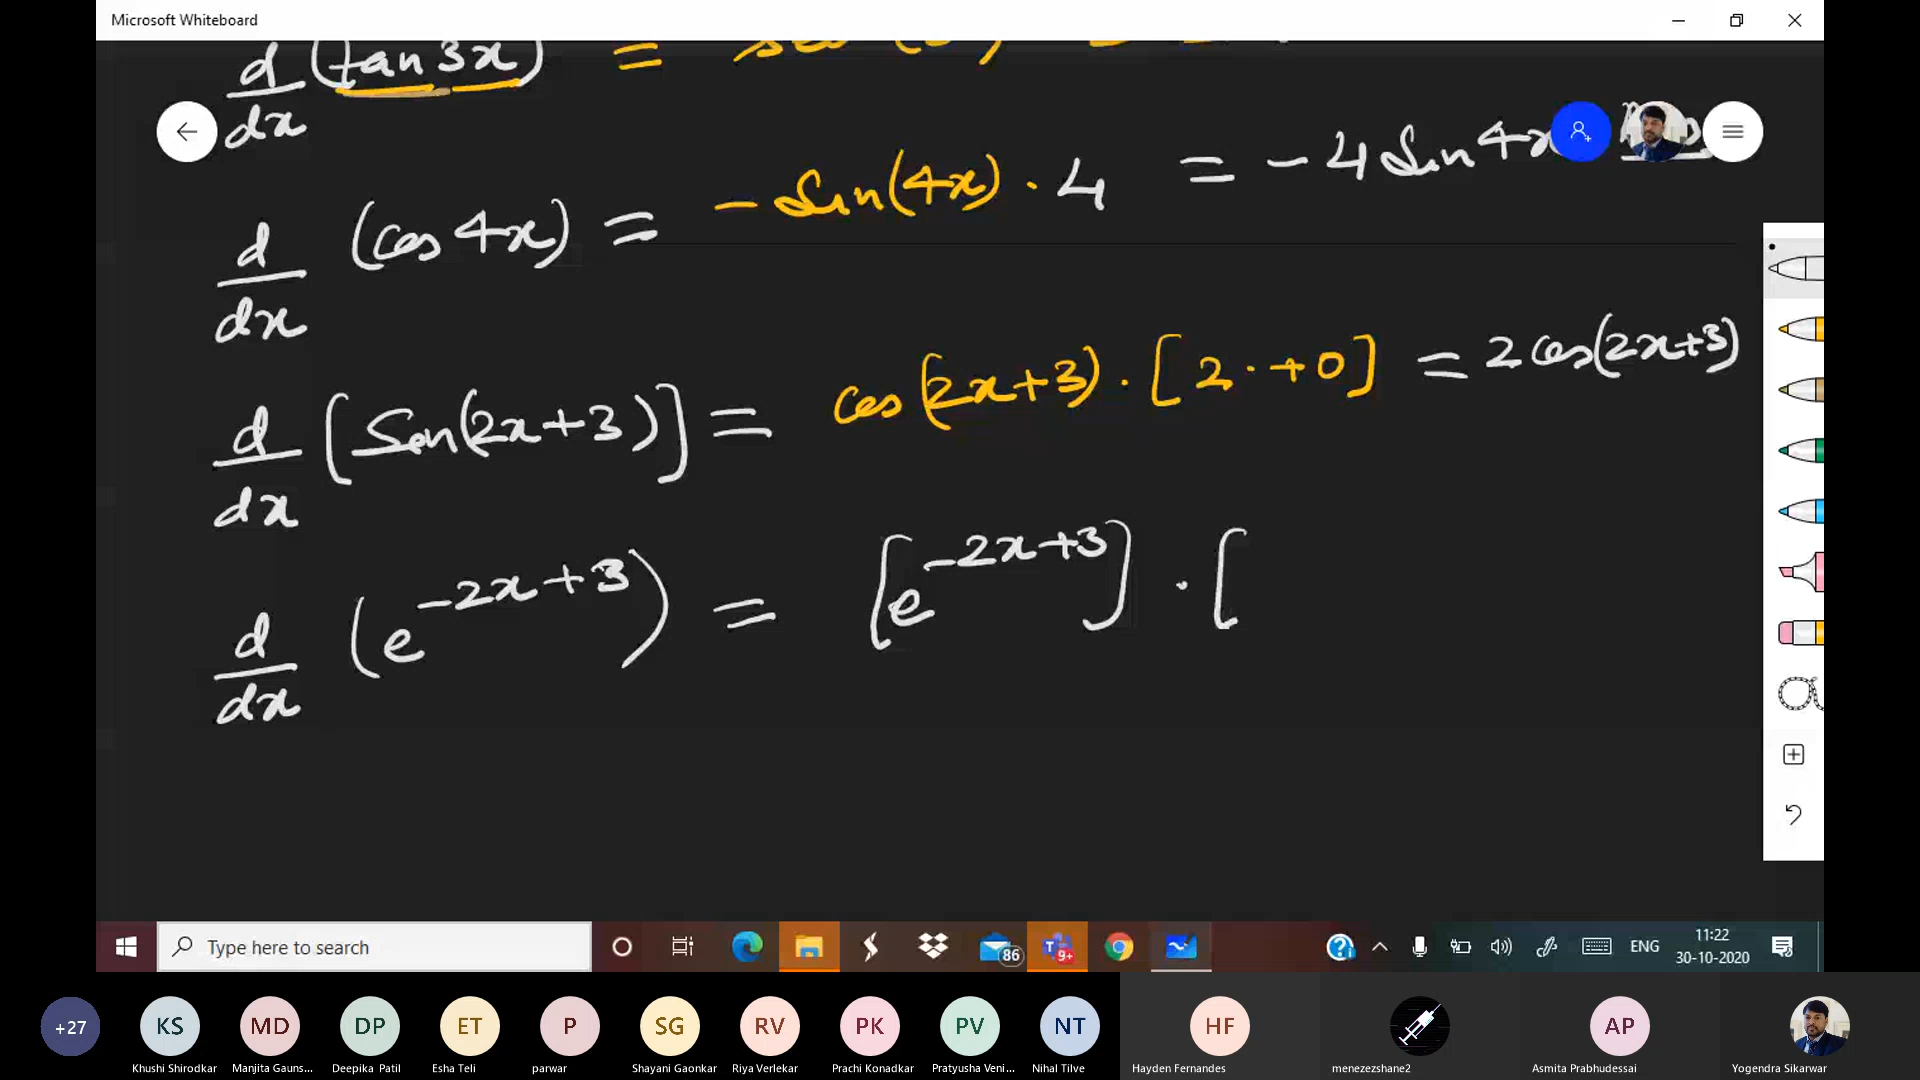 Microsoft Whiteboard
d/dx (tan 3x) =
d/dx (cos 4x) = - Sin(4x) · 4 = - 4 Sin 4x
d/dx [Sin(2x+3)] = cos(2x+3) · [2 · +0] = 2 cos(2x+3)
d/dx (e^{-2x+3}) = [e^{-2x+3}] · [
Type here to search
86
9+
ENG
11:22
30-10-2020
+27
KS
MD
DP
ET
P
SG
RV
PK
PV
NT
HF
AP
Khushi Shirodkar
Manjita Gauns...
Deepika Patil
Esha Teli
parwar
Shayani Gaonkar
Riya Verlekar
Prachi Konadkar
Pratyusha Veni...
Nihal Tilve
Hayden Fernandes
menezezshane2
Asmita Prabhudessai
Yogendra Sikarwar